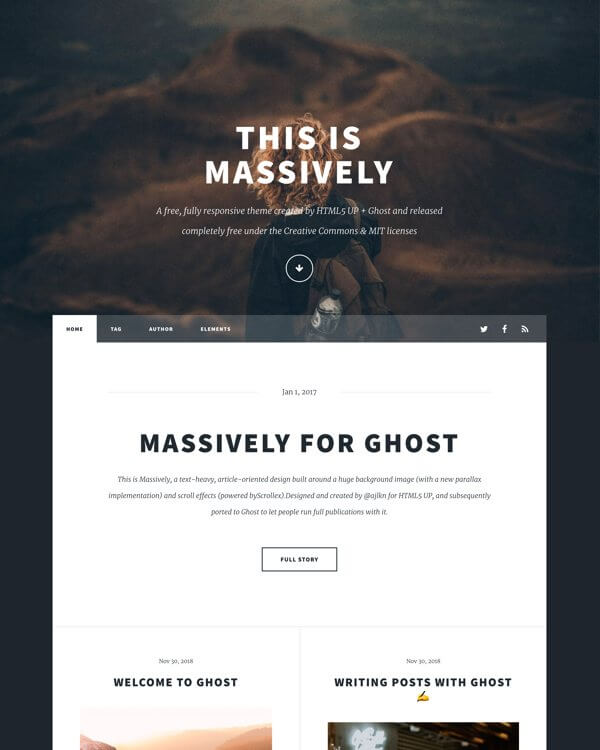 THIS IS
MASSIVELY
A free, fully responsive theme created by HTML5 UP + Ghost and released
completely free under the Creative Commons & MIT licenses
HOME TAG AUTHOR ELEMENTS
Jan 1, 2017
MASSIVELY FOR GHOST
This is Massively, a text-heavy, article-oriented design built around a huge background image (with a new parallax
implementation) and scroll effects (powered byScrollex).Designed and created by @ajlkn for HTML5 UP, and subsequently
ported to Ghost to let people run full publications with it.
FULL STORY
Nov 30, 2018
WELCOME TO GHOST
Nov 30, 2018
WRITING POSTS WITH GHOST
✍️